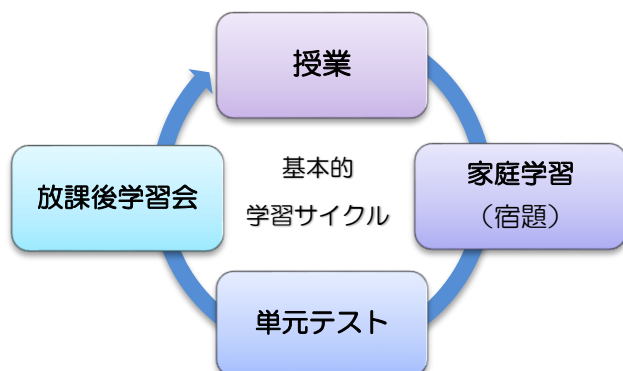 授業
基本的
学習サイクル
家庭学習
（宿題）
単元テスト
放課後学習会